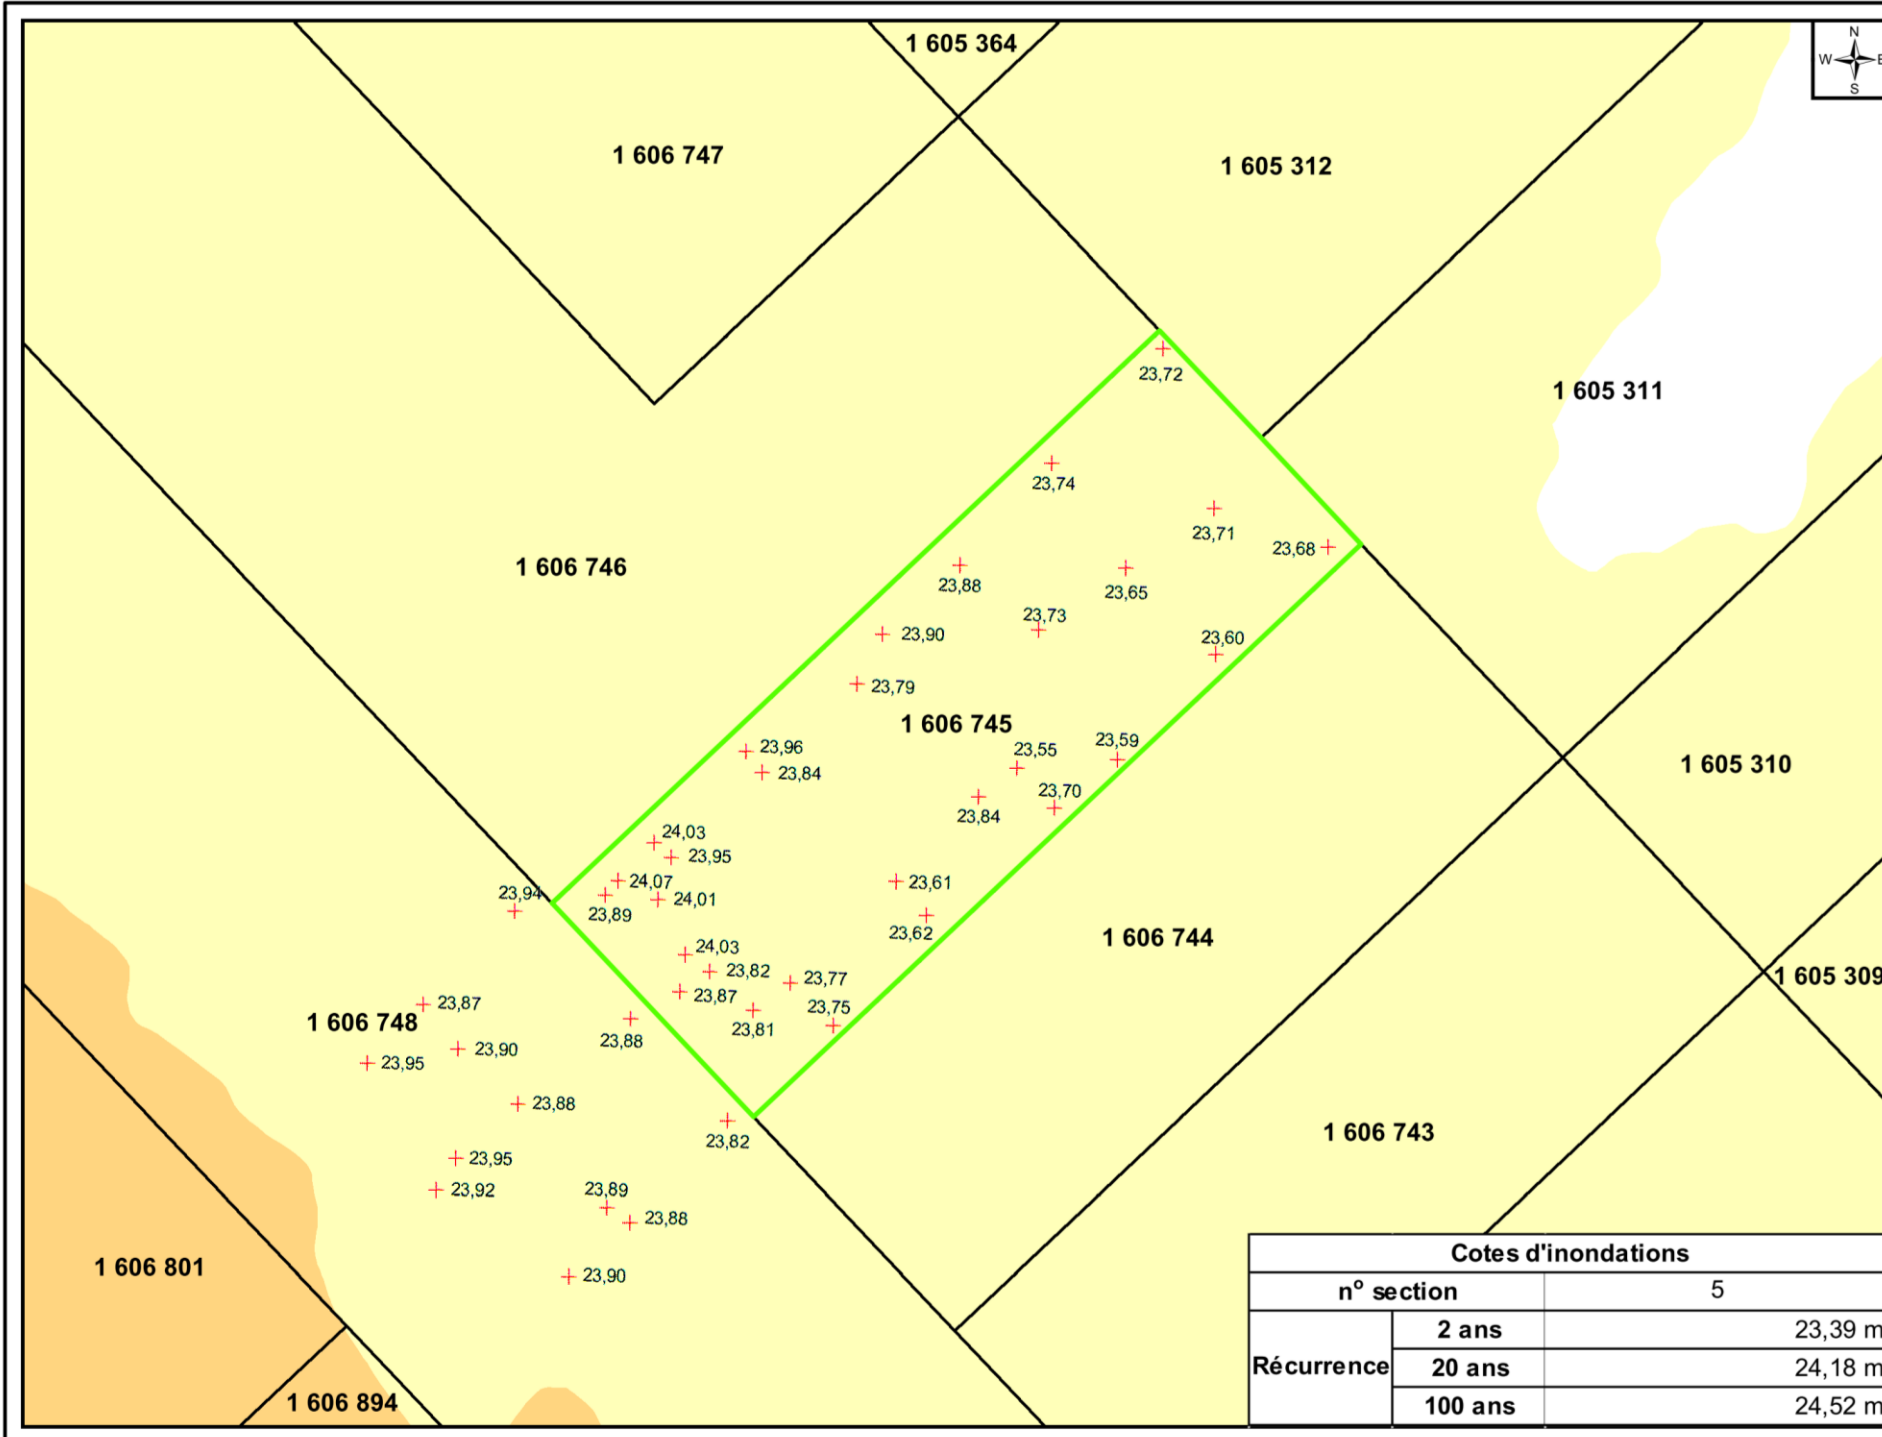 1 605 364
N
W E
S
1 606 747
1 605 312
23,72
1 605 311
23,74
23,71
23,68
1 606 746
23,88
23,65
23,73
23,90
23,60
23,79
1 606 745
23,96
23,55
23,59
23,84
1 605 310
23,70
23,84
24,03
23,95
24,07
23,61
23,94
23,89
24,01
23,62
1 606 744
24,03
23,82
23,77
1 605 309
23,87
23,87
23,75
1 606 748
23,81
23,88
23,90
23,95
23,88
23,82
1 606 743
23,95
23,92
23,89
23,88
1 606 801
23,90
1 606 894
Cotes d'inondations
nº section 5
Récurrence
2 ans 23,39 m
20 ans 24,18 m
100 ans 24,52 m